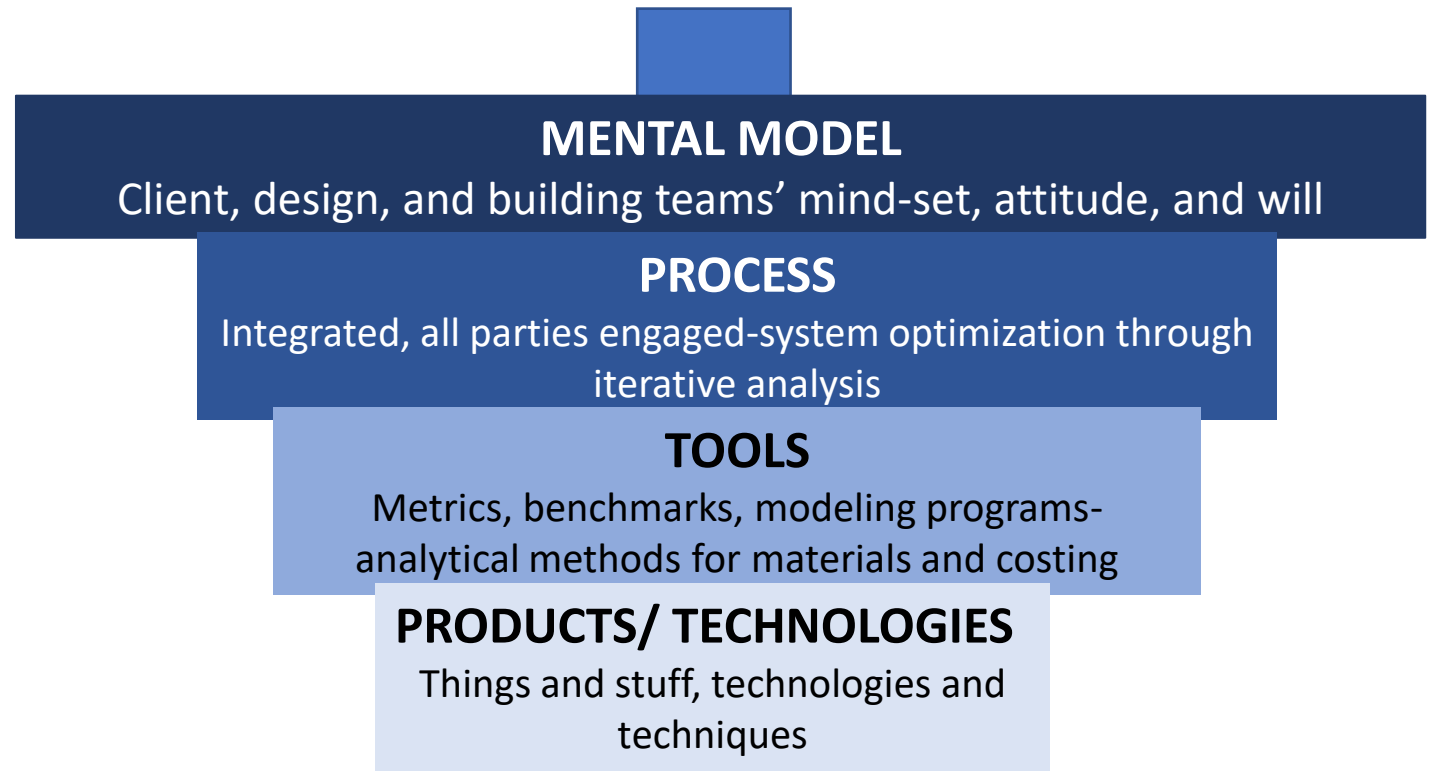 MENTAL MODEL
Client, design, and building teams’ mind-set, attitude, and will
PROCESS
Integrated, all parties engaged-system optimization through
iterative analysis
TOOLS
Metrics, benchmarks, modeling programs-
analytical methods for materials and costing
PRODUCTS/ TECHNOLOGIES
Things and stuff, technologies and
techniques